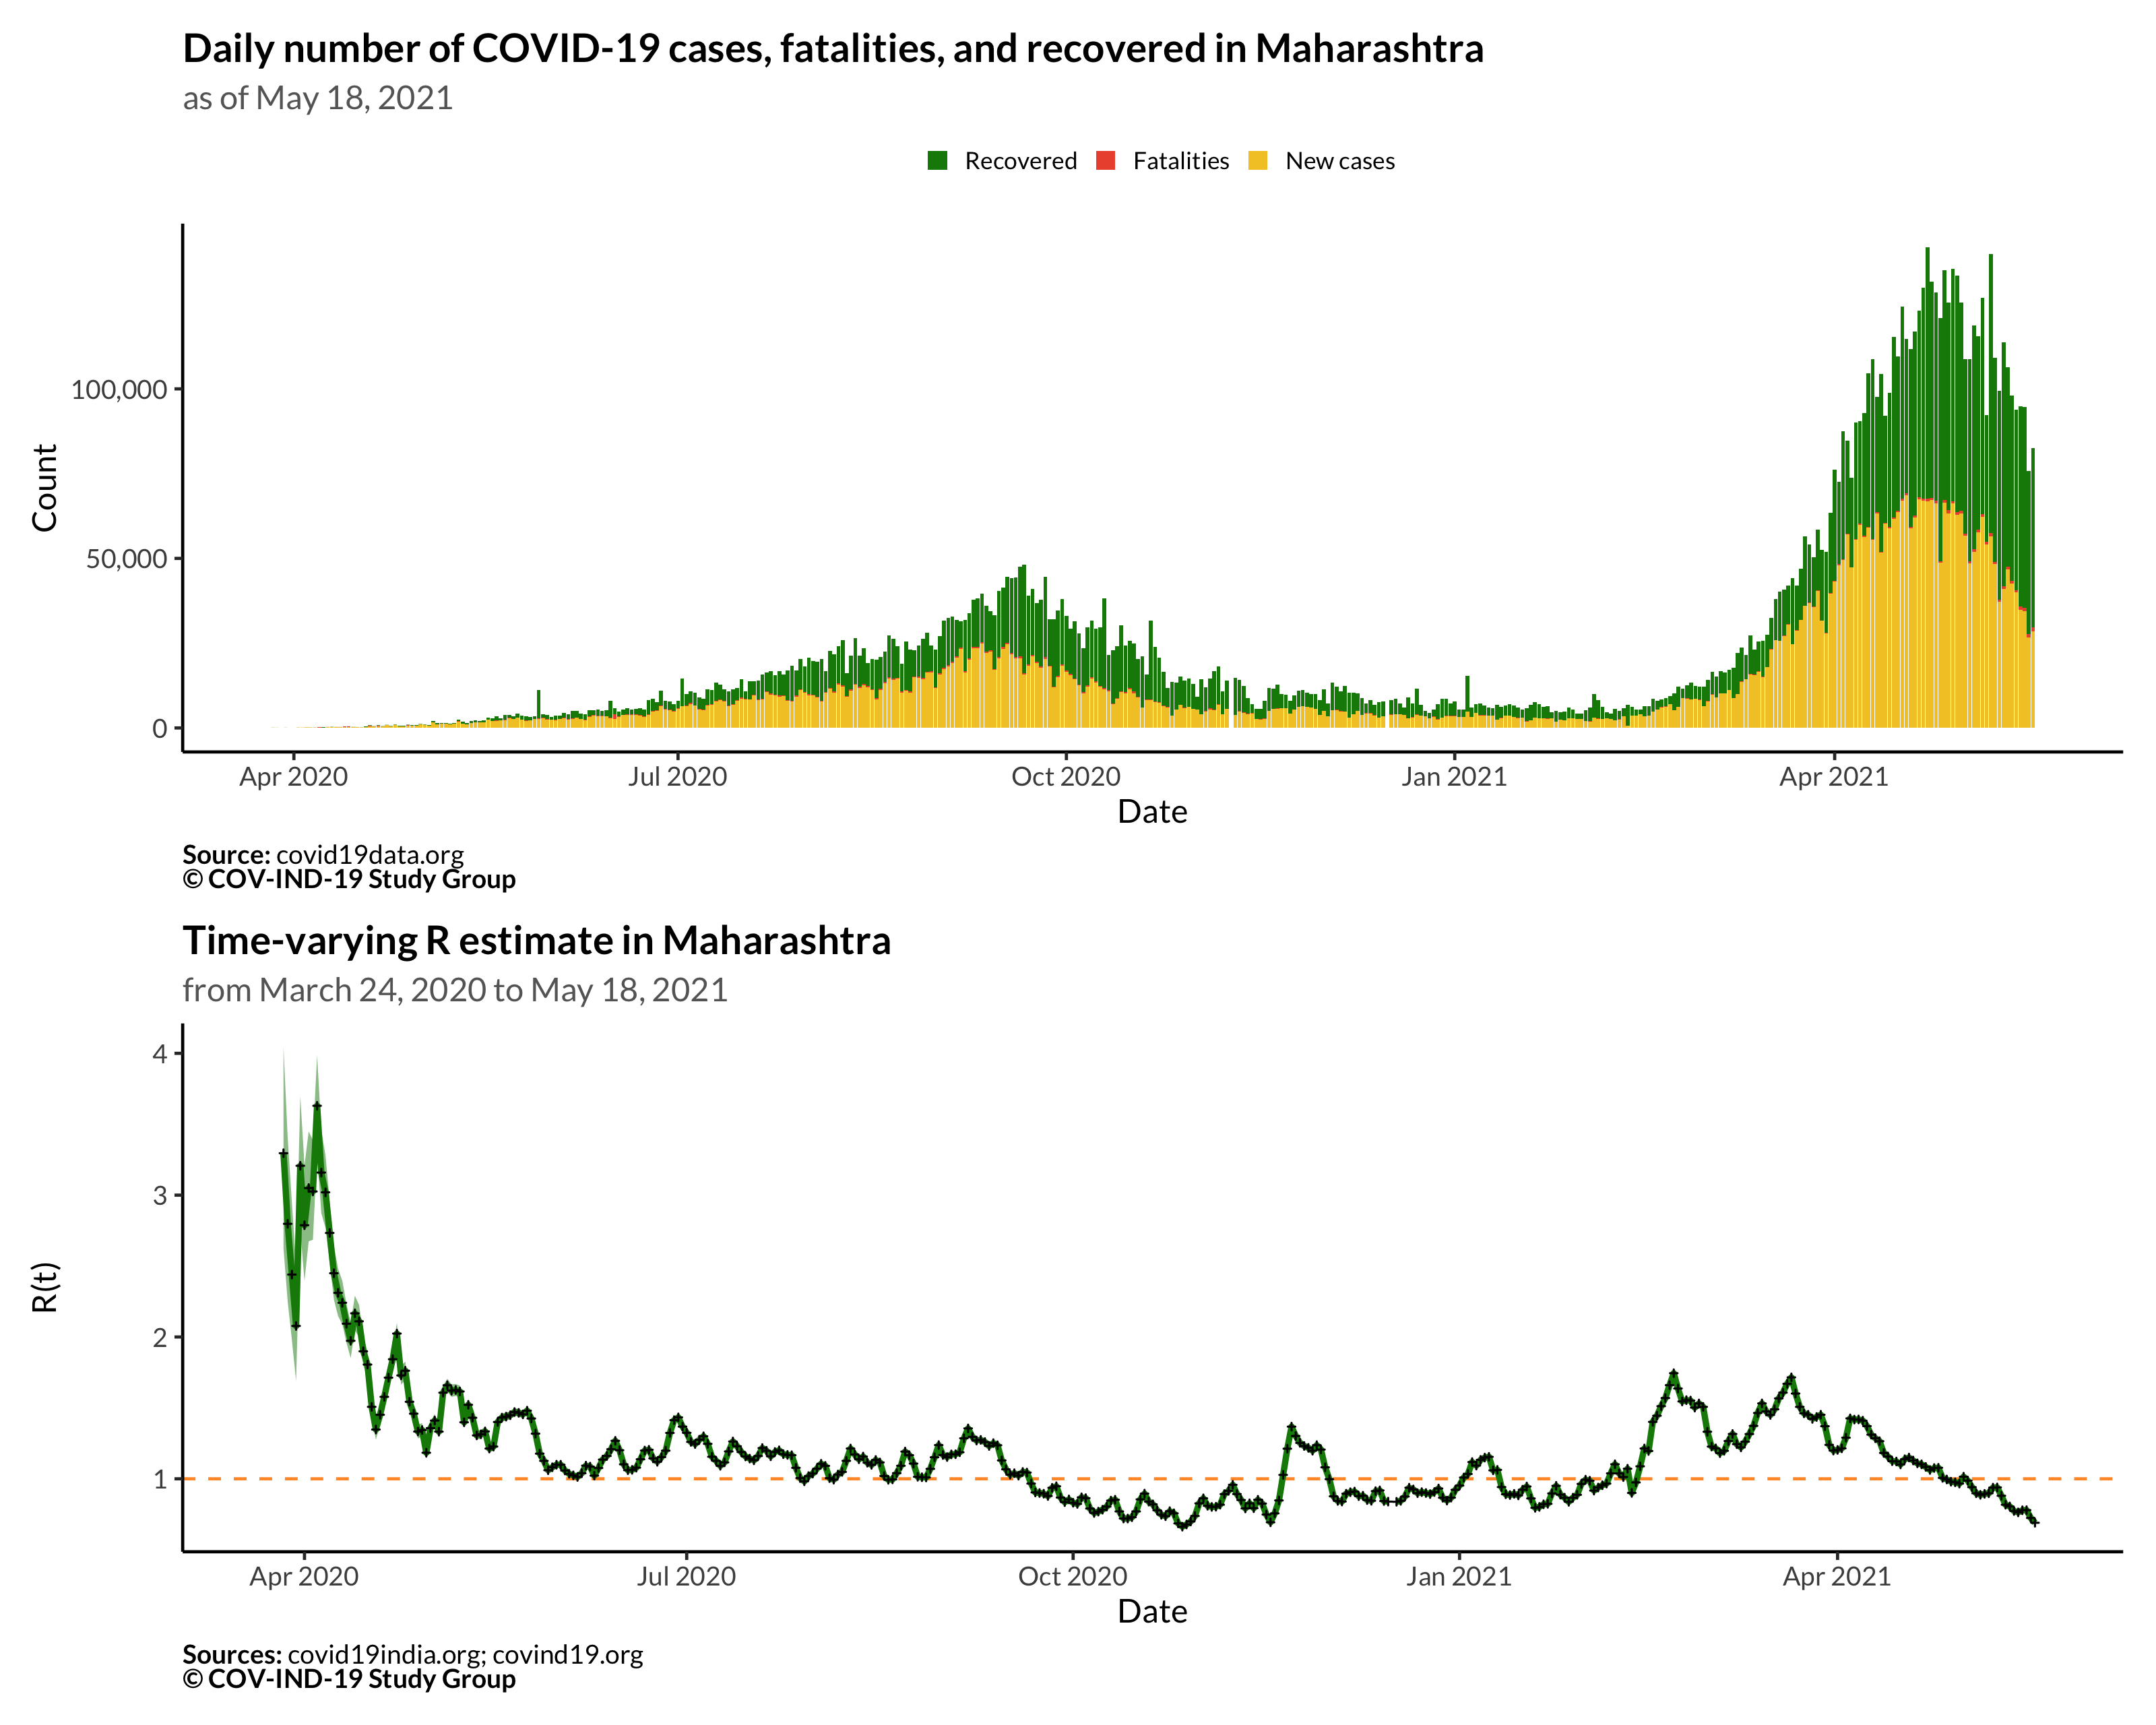 Daily number of COVID-19 cases, fatalities, and recovered in Maharashtra
as of May 18, 2021
Recovered Fatalities New cases
100,000
50,000
0
Count
Apr 2020 Jul 2020 Oct 2020 Jan 2021 Apr 2021
Date
Source: covid19data.org
© COV-IND-19 Study Group
Time-varying R estimate in Maharashtra
from March 24, 2020 to May 18, 2021
4
3
2
1
R(t)
Apr 2020 Jul 2020 Oct 2020 Jan 2021 Apr 2021
Date
Sources: covid19india.org; covind19.org
© COV-IND-19 Study Group